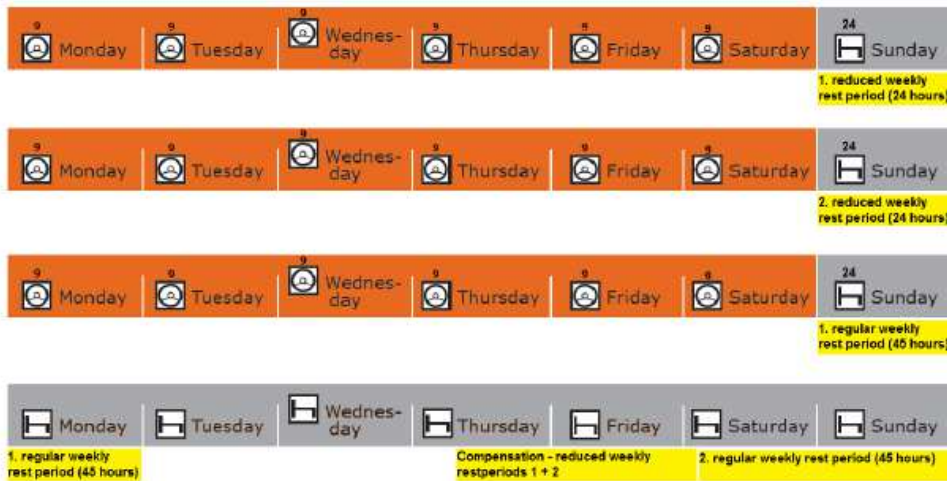 9 9 9 9 9 9 24
Monday Tuesday Wednes-
day Thursday Friday Saturday Sunday
1. reduced weekly
rest period (24 hours)
9 9 9 9 9 9 24
Monday Tuesday Wednes-
day Thursday Friday Saturday Sunday
2. reduced weekly
rest period (24 hours)
9 9 9 9 9 9 24
Monday Tuesday Wednes-
day Thursday Friday Saturday Sunday
1. regular weekly
rest period (45 hours)
Monday Tuesday Wednes-
day Thursday Friday Saturday Sunday
1. regular weekly
rest period (45 hours)
Compensation - reduced weekly
restperiods 1 + 2
2. regular weekly rest period (45 hours)